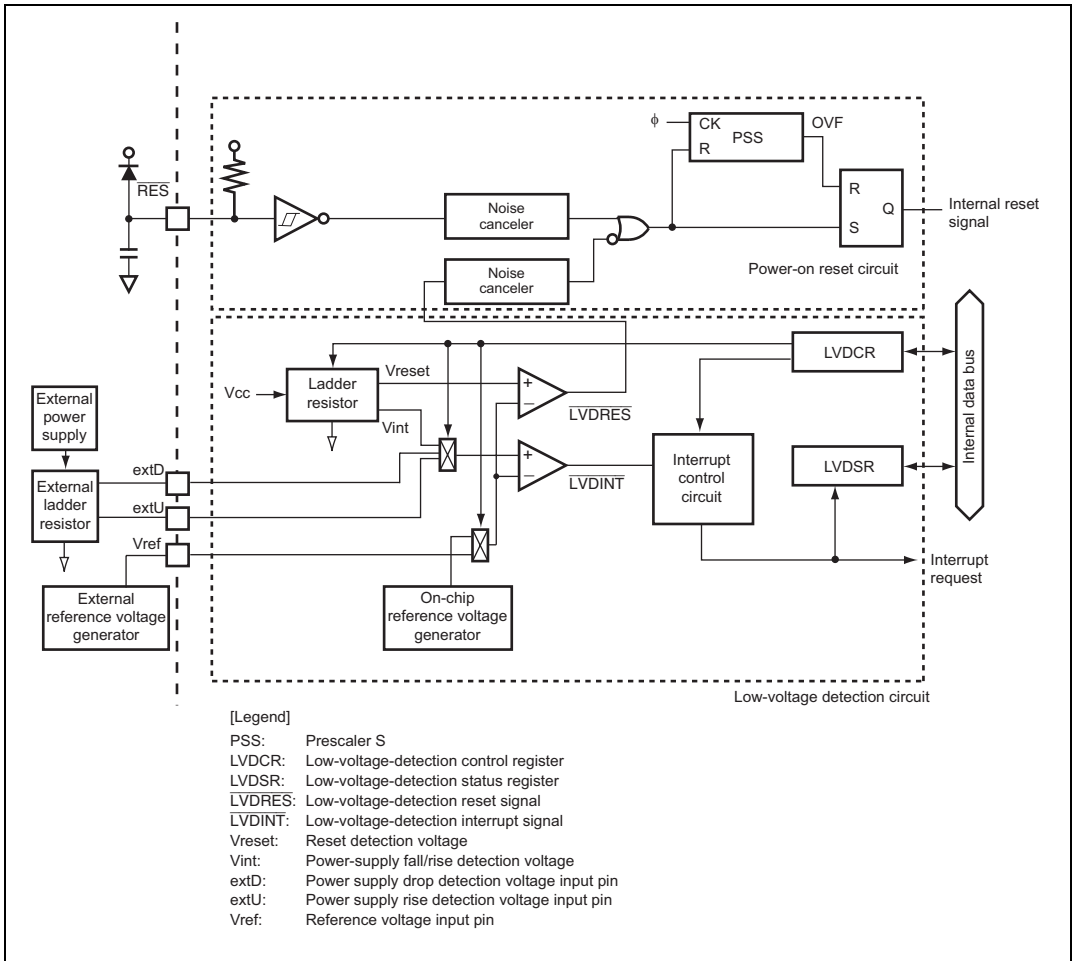 φ
CK
PSS
R
OVF
R
Q
S
Internal reset
signal
RES
Noise
canceler
Noise
canceler
Power-on reset circuit
LVDCR
Internal data bus
Vreset
Vcc
Ladder
resistor
Vint
+
−
LVDRES
External
power
supply
+
−
LVDINT
Interrupt
control
circuit
LVDSR
extD
External
ladder
resistor
extU
Vref
Interrupt
request
External
reference voltage
generator
On-chip
reference voltage
generator
Low-voltage detection circuit
[Legend]
PSS: Prescaler S
LVDCR: Low-voltage-detection control register
LVDSR: Low-voltage-detection status register
LVDRES: Low-voltage-detection reset signal
LVDINT: Low-voltage-detection interrupt signal
Vreset: Reset detection voltage
Vint: Power-supply fall/rise detection voltage
extD: Power supply drop detection voltage input pin
extU: Power supply rise detection voltage input pin
Vref: Reference voltage input pin